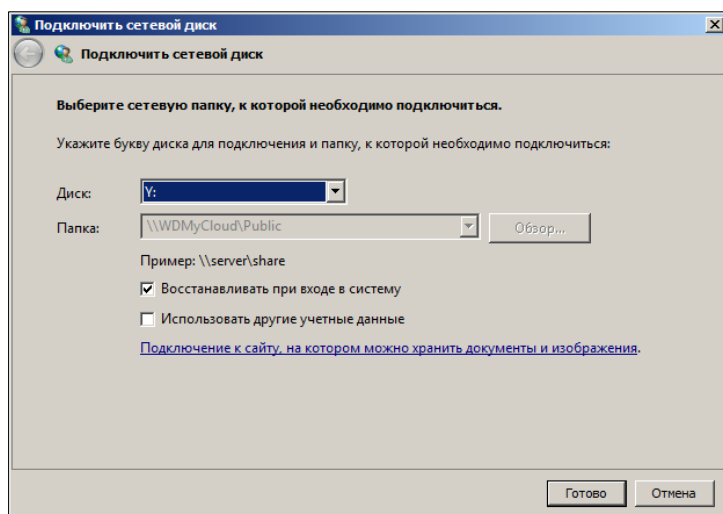 Подключить сетевой диск
Подключить сетевой диск
Выберите сетевую папку, к которой необходимо подключиться.
Укажите букву диска для подключения и папку, к которой необходимо подключиться:
Диск: Y:
Папка: \\WDMyCloud\Public Обзор...
Пример: \\server\share
Восстанавливать при входе в систему
Использовать другие учетные данные
Подключение к сайту, на котором можно хранить документы и изображения.
Готово Отмена